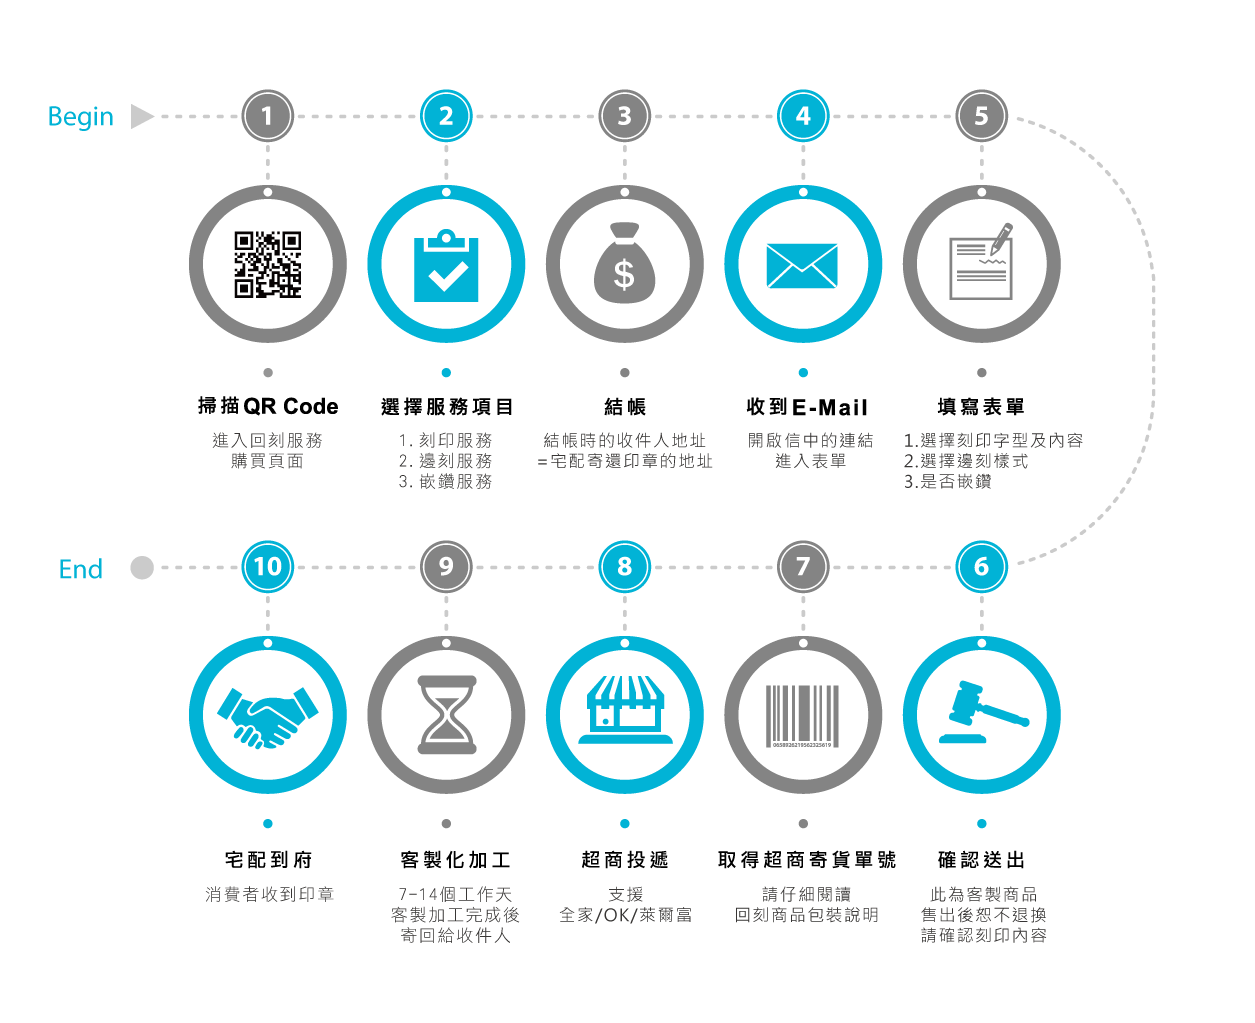 Begin
1
2
3
4
5
$
掃描QR Code
進入回刻服務
購買頁面
選擇服務項目
1. 刻印服務
2. 邊刻服務
3. 嵌鑽服務
結帳
結帳時的收件人地址
=宅配寄還印章的地址
收到E-Mail
開啟信中的連結
進入表單
填寫表單
1.選擇刻印字型及內容
2.選擇邊刻樣式
3.是否嵌鑽
End
10
9
8
7
6
宅配到府
消費者收到印章
客製化加工
7-14個工作天
客製加工完成後
寄回給收件人
超商投遞
支援
全家/OK/萊爾富
取得超商寄貨單號
請仔細閱讀
回刻商品包裝說明
確認送出
此為客製商品
售出後恕不退換
請確認刻印內容